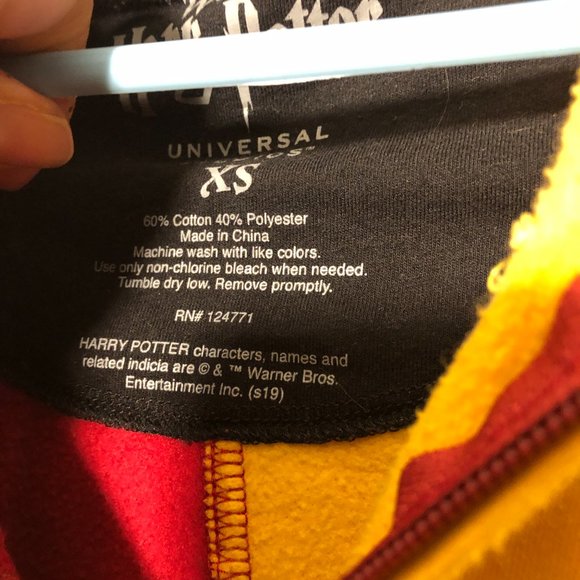 Harry Potter
UNIVERSAL
XS
60% Cotton 40% Polyester
Made in China
Machine wash with like colors.
Use only non-chlorine bleach when needed.
Tumble dry low. Remove promptly.
RN# 124771
HARRY POTTER characters, names and
related indicia are © & ™ Warner Bros.
Entertainment Inc. (s19)